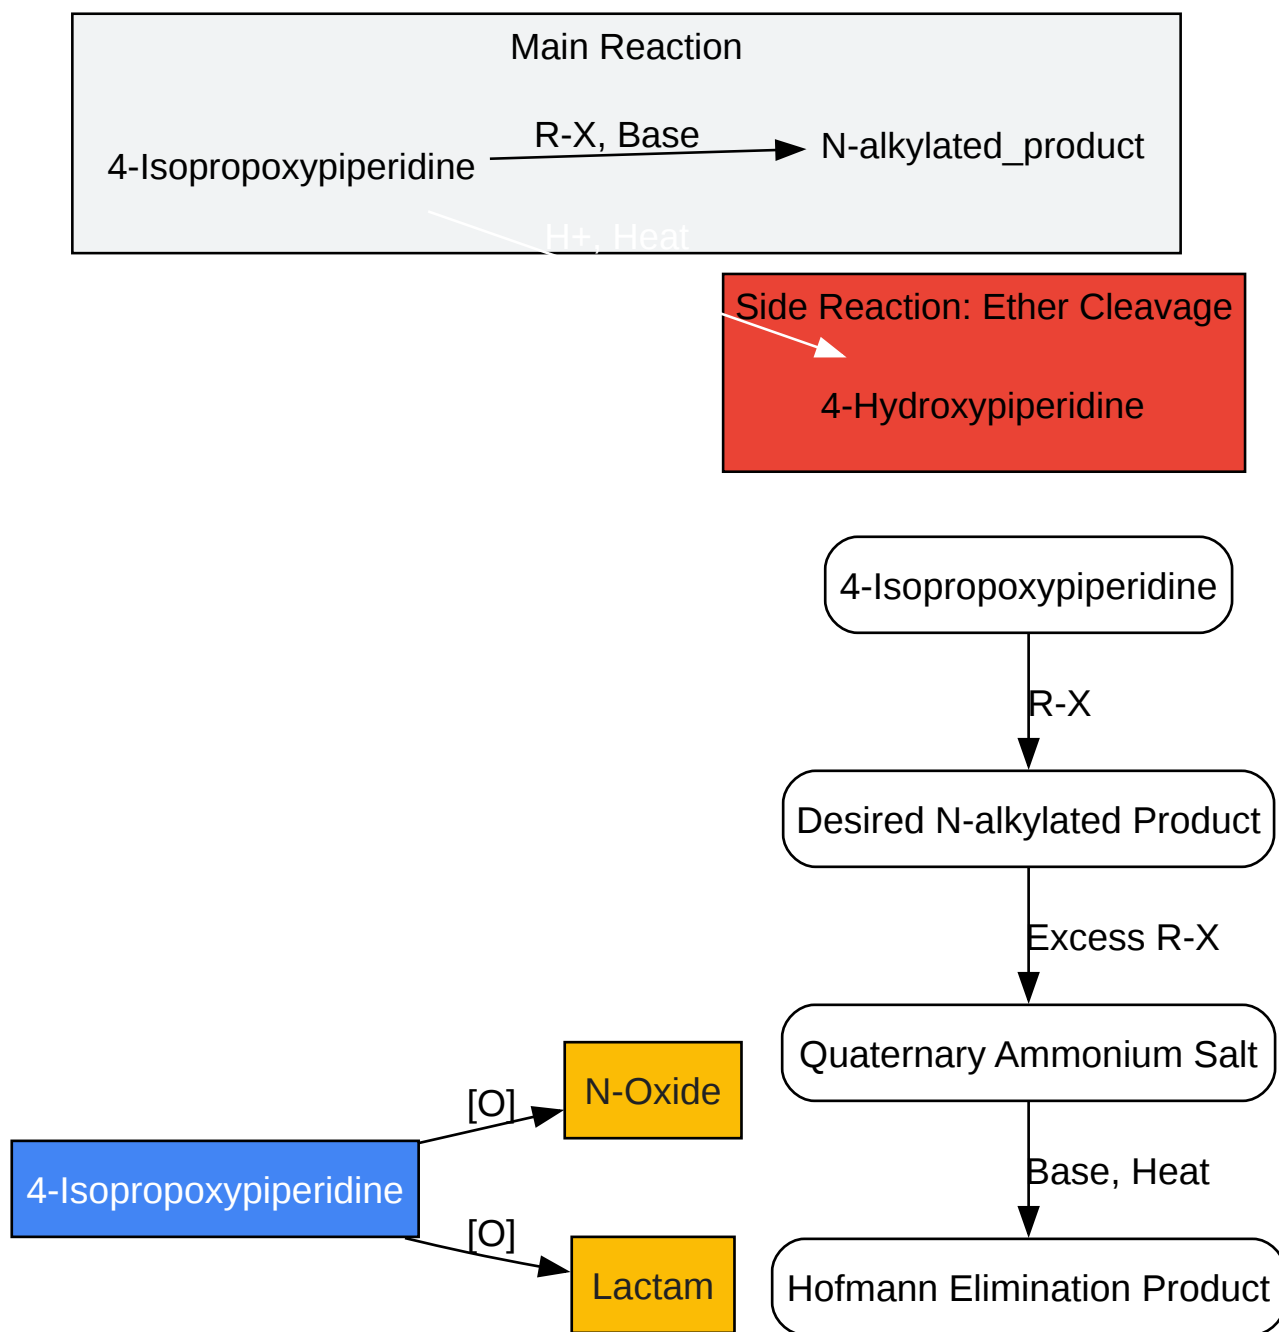 Main Reaction
4-Isopropoxypiperidine
R-X, Base
N-alkylated_product
H+, Heat
Side Reaction: Ether Cleavage
4-Hydroxypiperidine
4-Isopropoxypiperidine
R-X
Desired N-alkylated Product
Excess R-X
Quaternary Ammonium Salt
Base, Heat
Hofmann Elimination Product
4-Isopropoxypiperidine
[O]
N-Oxide
[O]
Lactam